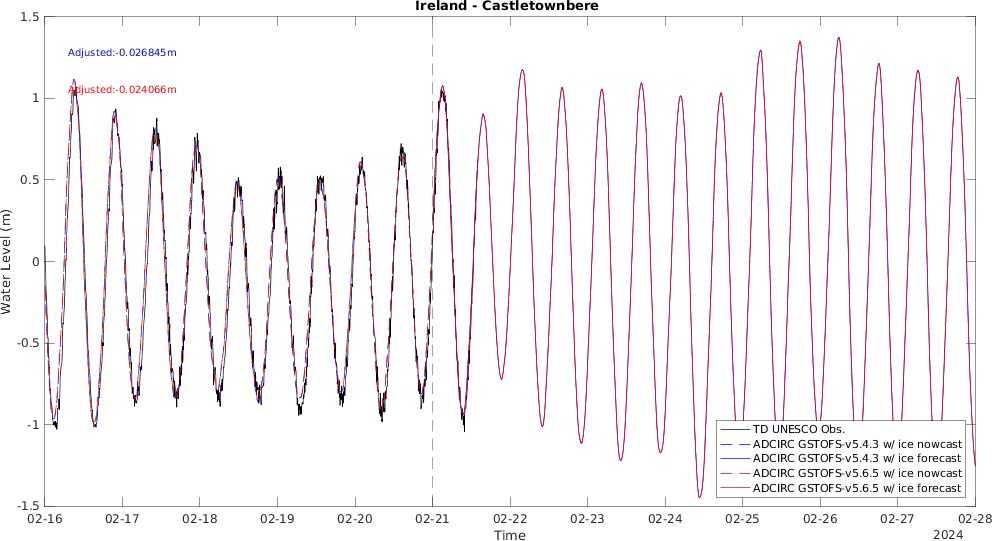 Ireland - Castletownbere
1.5
Adjusted:-0.026845m
Adjusted:-0.024066m
1
0.5
0
-0.5
-1
-1.5
Water Level (m)
TD UNESCO Obs.
ADCIRC GSTOFS-v5.4.3 w/ ice nowcast
ADCIRC GSTOFS-v5.4.3 w/ ice forecast
ADCIRC GSTOFS-v5.6.5 w/ ice nowcast
ADCIRC GSTOFS-v5.6.5 w/ ice forecast
02-16 02-17 02-18 02-19 02-20 02-21 02-22 02-23 02-24 02-25 02-26 02-27 02-28
Time
2024